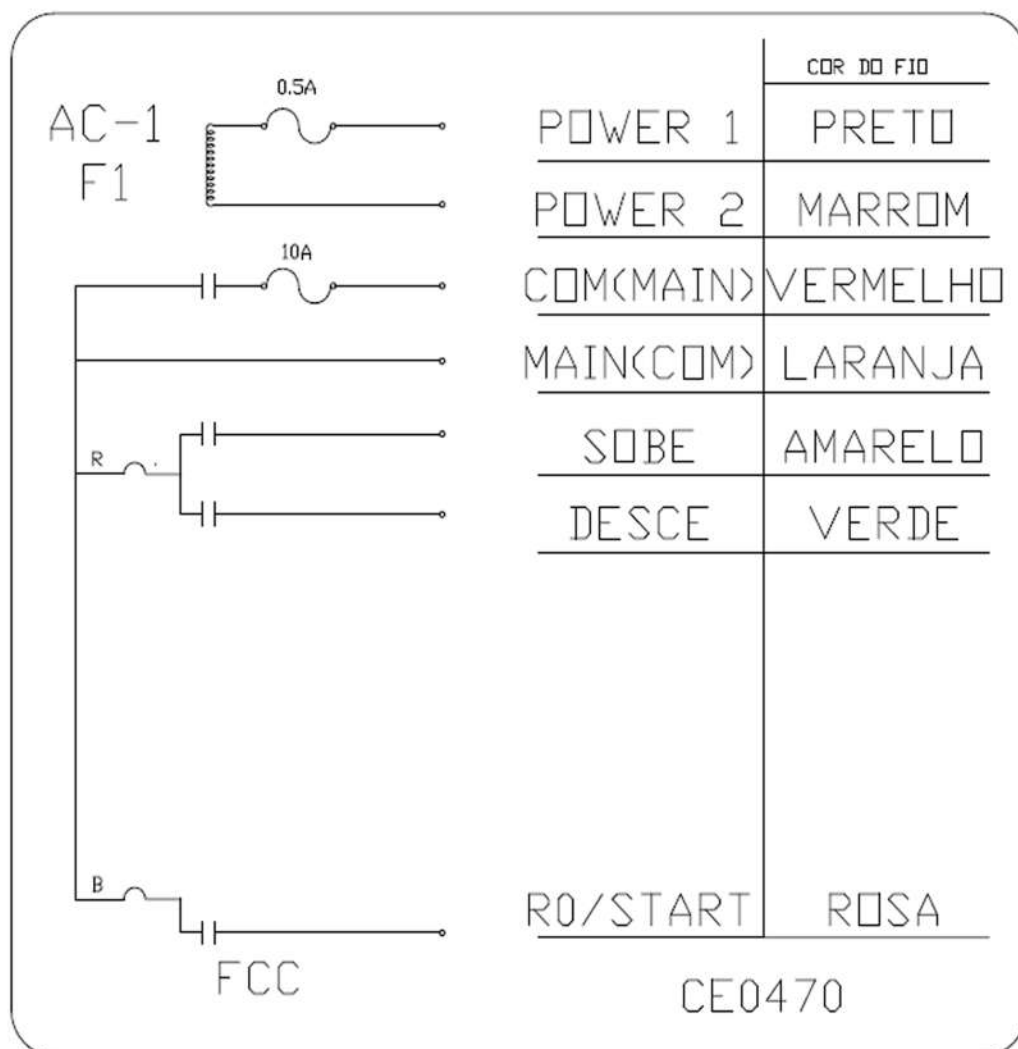 COR DO FIO
AC-1
F1
0.5A
POWER 1 PRETO
POWER 2 MARROM
10A
COM(MAIN) VERMELHO
MAIN(COM) LARANJA
SOBE AMARELO
R
DESCE VERDE
B
R0/START ROSA
FCC
CE0470